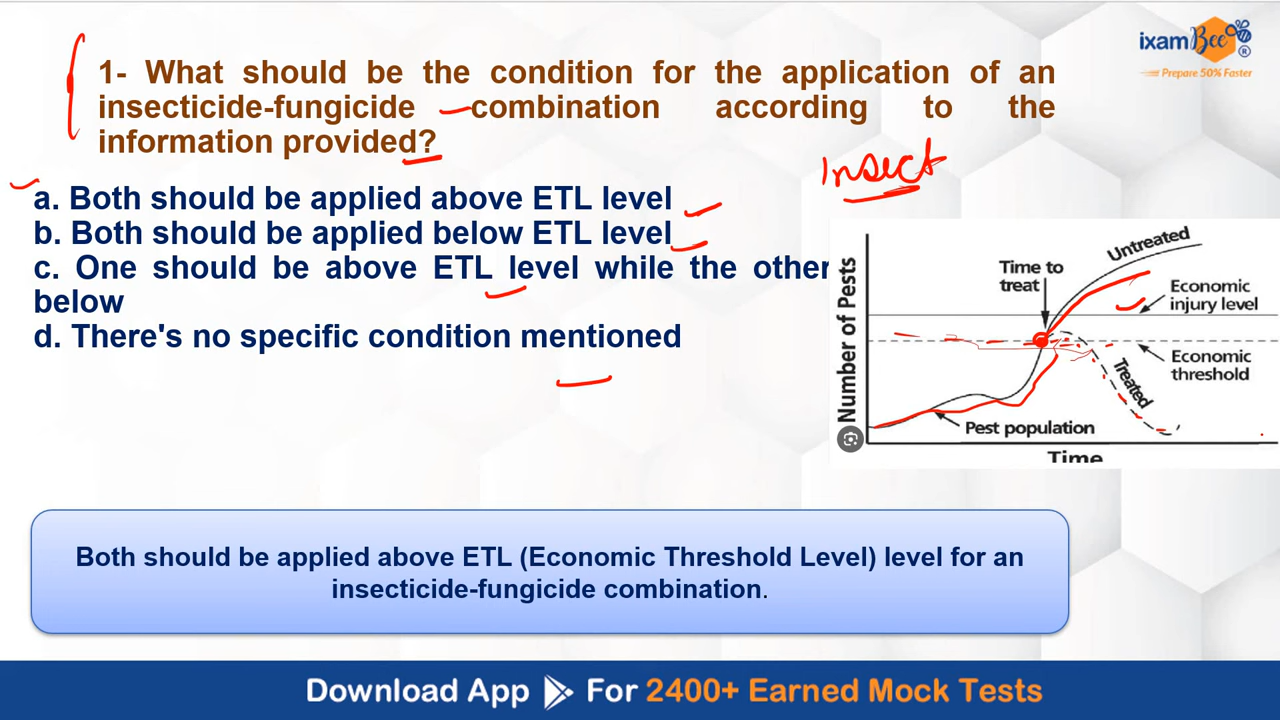 ixamBee®
Prepare 50% Faster
1- What should be the condition for the application of an
insecticide-fungicide combination according to the
information provided?
Insect
a. Both should be applied above ETL level
b. Both should be applied below ETL level
c. One should be above ETL level while the other
below
d. There's no specific condition mentioned
Untreated
Time to
treat
Economic
injury level
Number of Pests
Economic
threshold
Treated
Pest population
Time
Both should be applied above ETL (Economic Threshold Level) level for an
insecticide-fungicide combination.
Download App For 2400+ Earned Mock Tests